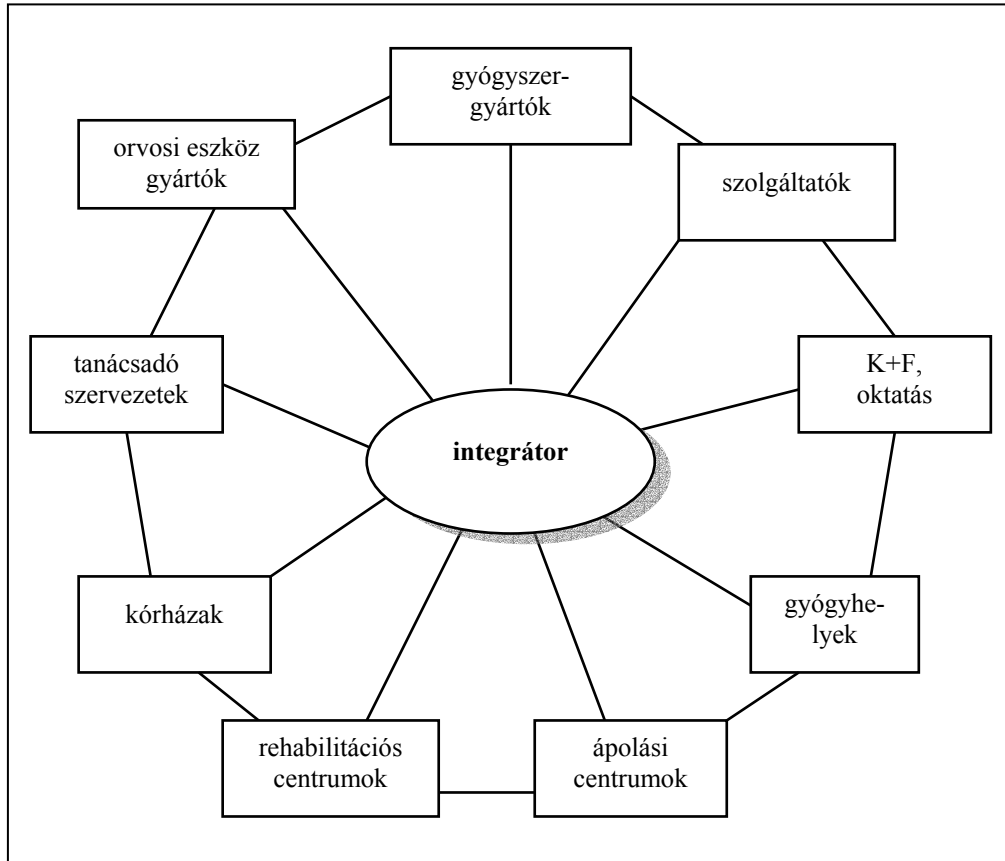 gyógyszer-
gyártók
orvosi eszköz
gyártók
szolgáltatók
tanácsadó
szervezetek
K+F,
oktatás
integrátor
kórházak
gyógyhe-
lyek
rehabilitációs
centrumok
ápolási
centrumok